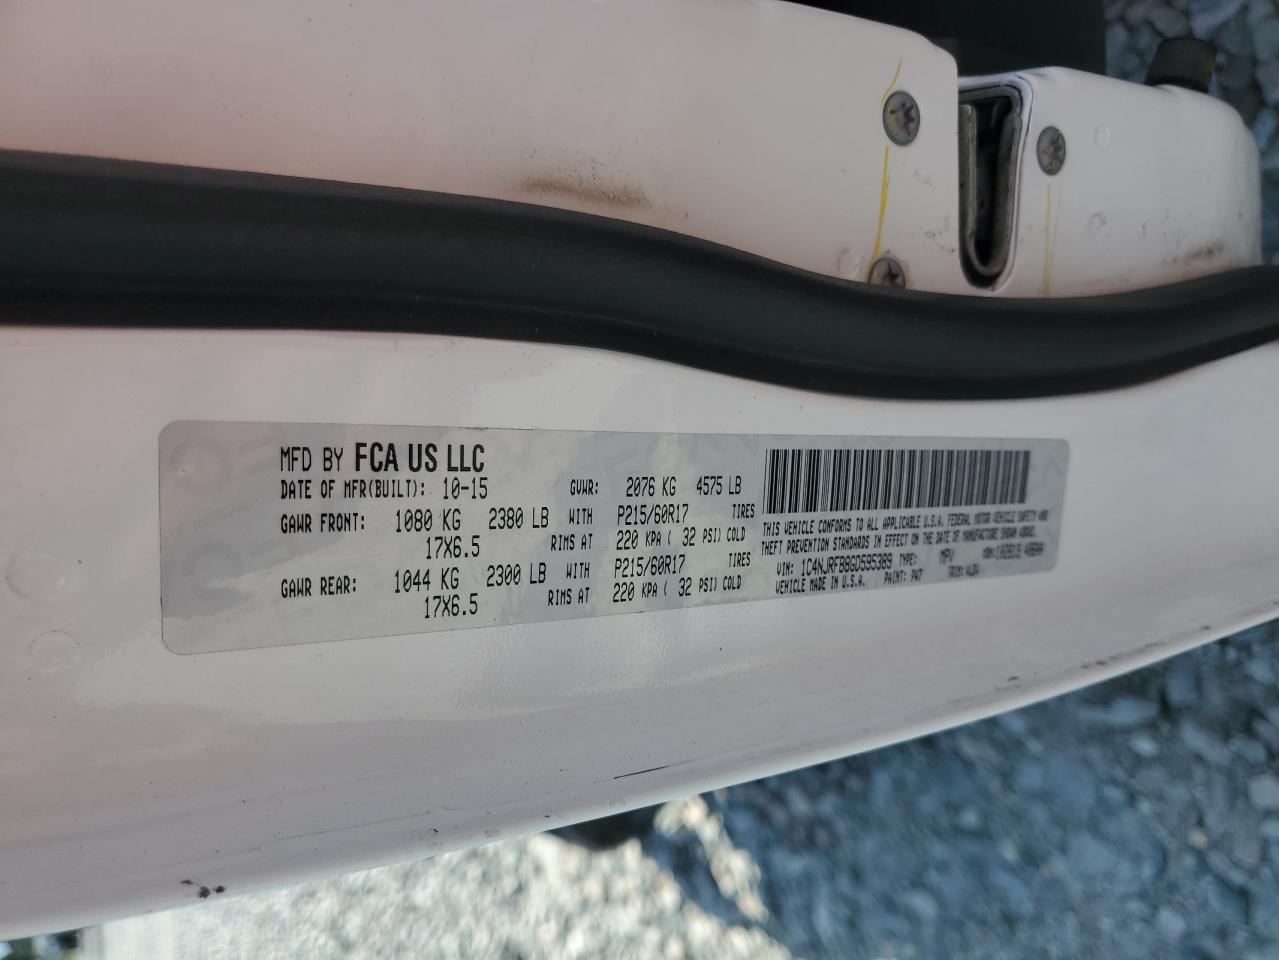 MFD BY FCA US LLC
DATE OF MFR(BUILT): 10-15 GVWR: 2076 KG 4575 LB
GAWR FRONT: 1080 KG 2380 LB WITH P215/60R17 TIRES
17X6.5 RIMS AT 220 KPA ( 32 PSI) COLD
GAWR REAR: 1044 KG 2300 LB WITH P215/60R17 TIRES
17X6.5 RIMS AT 220 KPA ( 32 PSI) COLD
THIS VEHICLE CONFORMS TO ALL APPLICABLE U.S.A. FEDERAL MOTOR VEHICLE SAFETY AND
THEFT PREVENTION STANDARDS IN EFFECT ON THE DATE OF MANUFACTURE SHOWN ABOVE.
VIN: 1C4NJRFB8GD595389 TYPE: MPV MDH:
VEHICLE MADE IN U.S.A. PAINT: PW7 TRIM: